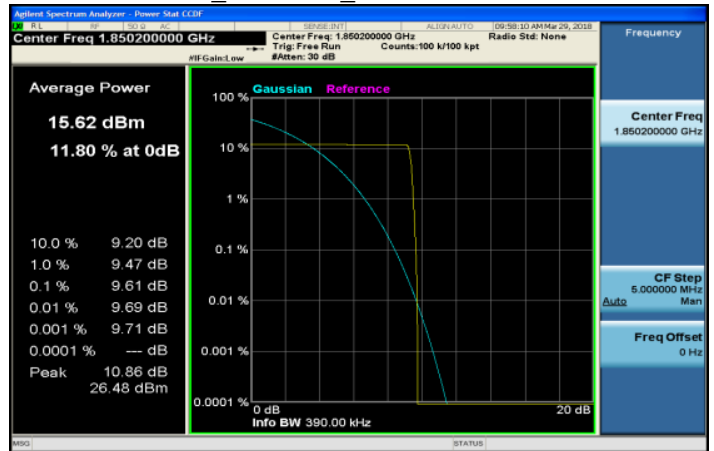 Agilent Spectrum Analyzer - Power Stat CCDF
RL RF 50 Ω AC SENSE:INT ALIGN AUTO 09:58:10 AM Mar 29, 2018
Center Freq 1.850200000 GHz
Center Freq: 1.850200000 GHz
Radio Std: None
Trig: Free Run Counts:100 k/100 kpt
#IFGain:Low #Atten: 30 dB
Frequency
Average Power
15.62 dBm
11.80 % at 0dB
10.0 % 9.20 dB
1.0 % 9.47 dB
0.1 % 9.61 dB
0.01 % 9.69 dB
0.001 % 9.71 dB
0.0001 % --- dB
Peak 10.86 dB
26.48 dBm
Gaussian Reference
100 %
10 %
1 %
0.1 %
0.01 %
0.001 %
0.0001 %
0 dB 20 dB
Info BW 390.00 kHz
Center Freq
1.850200000 GHz
CF Step
5.000000 MHz
Auto Man
Freq Offset
0 Hz
MSG STATUS